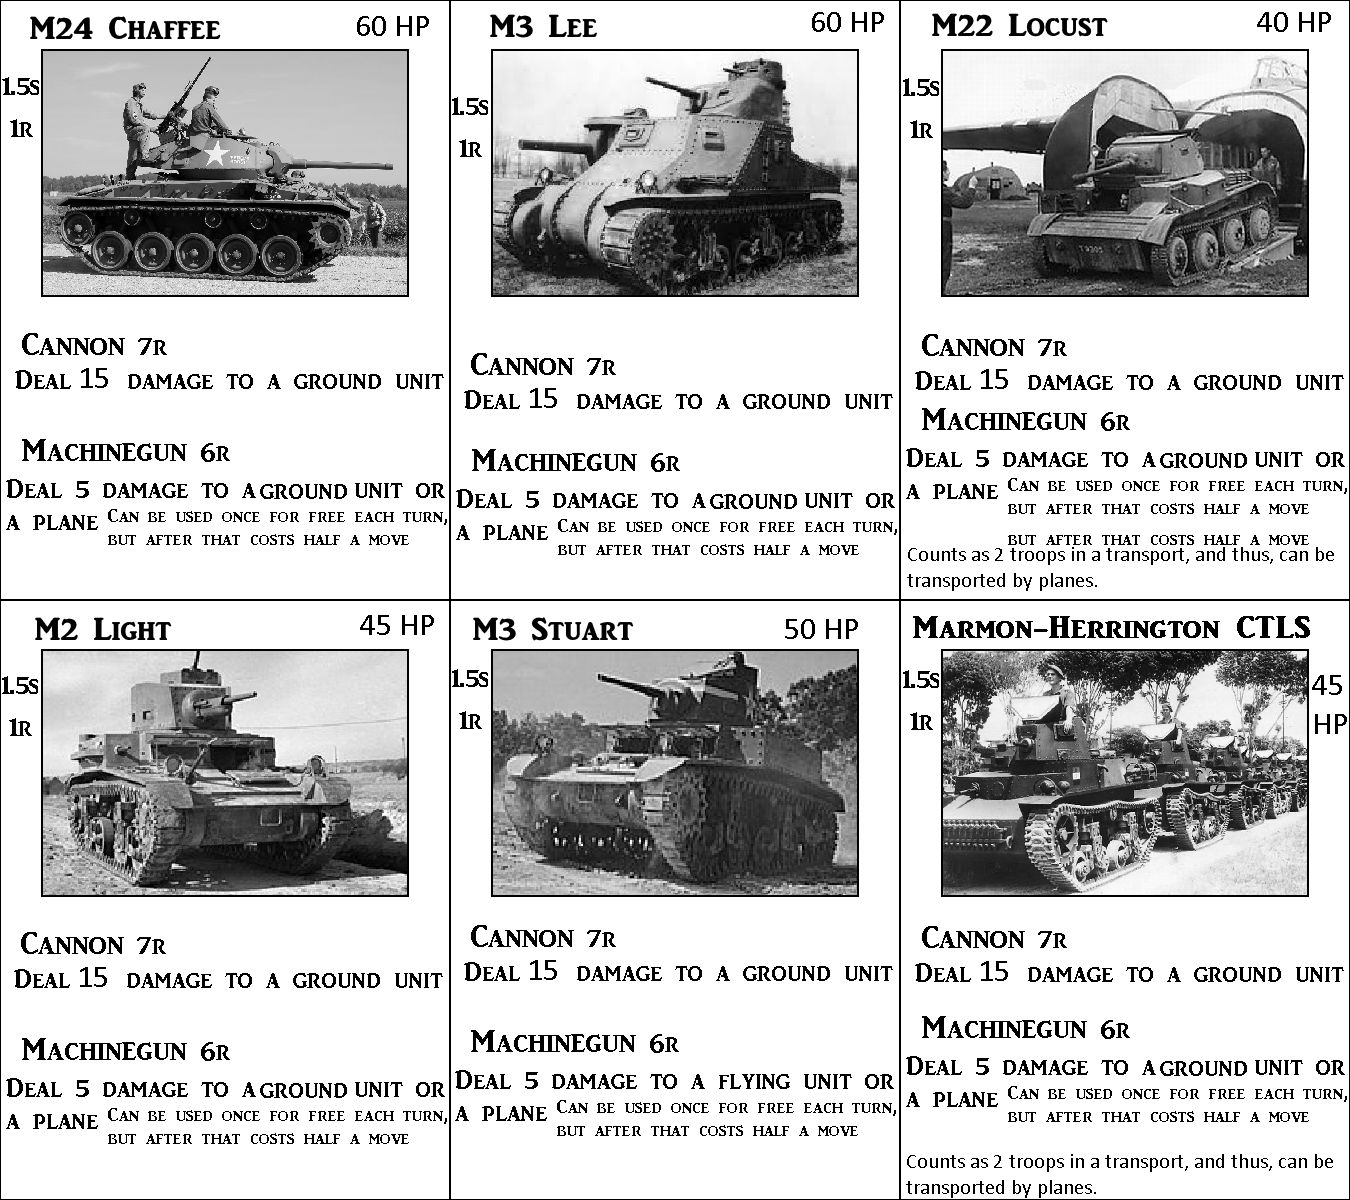 M24 Chaffee 60 HP
1.5s
1R
Cannon 7R
Deal 15 damage to a ground unit
Machinegun 6R
Deal 5 damage to a ground unit or
a plane Can be used once for free each turn,
but after that costs half a move
M3 Lee 60 HP
1.5s
1R
Cannon 7R
Deal 15 damage to a ground unit
Machinegun 6R
Deal 5 damage to a ground unit or
a plane Can be used once for free each turn,
but after that costs half a move
M22 Locust 40 HP
1.5s
1R
T9305
Cannon 7R
Deal 15 damage to a ground unit
Machinegun 6R
Deal 5 damage to a ground unit or
a plane Can be used once for free each turn,
but after that costs half a move
but after that costs half a move
Counts as 2 troops in a transport, and thus, can be
transported by planes.
M2 Light 45 HP
1.5s
1R
Cannon 7R
Deal 15 damage to a ground unit
Machinegun 6R
Deal 5 damage to a ground unit or
a plane Can be used once for free each turn,
but after that costs half a move
M3 Stuart 50 HP
1.5s
1R
Cannon 7R
Deal 15 damage to a ground unit
Machinegun 6R
Deal 5 damage to a flying unit or
a plane Can be used once for free each turn,
but after that costs half a move
Marmon-Herrington CTLS
1.5s
1R
45
HP
Cannon 7R
Deal 15 damage to a ground unit
Machinegun 6R
Deal 5 damage to a ground unit or
a plane Can be used once for free each turn,
but after that costs half a move
Counts as 2 troops in a transport, and thus, can be
transported by planes.